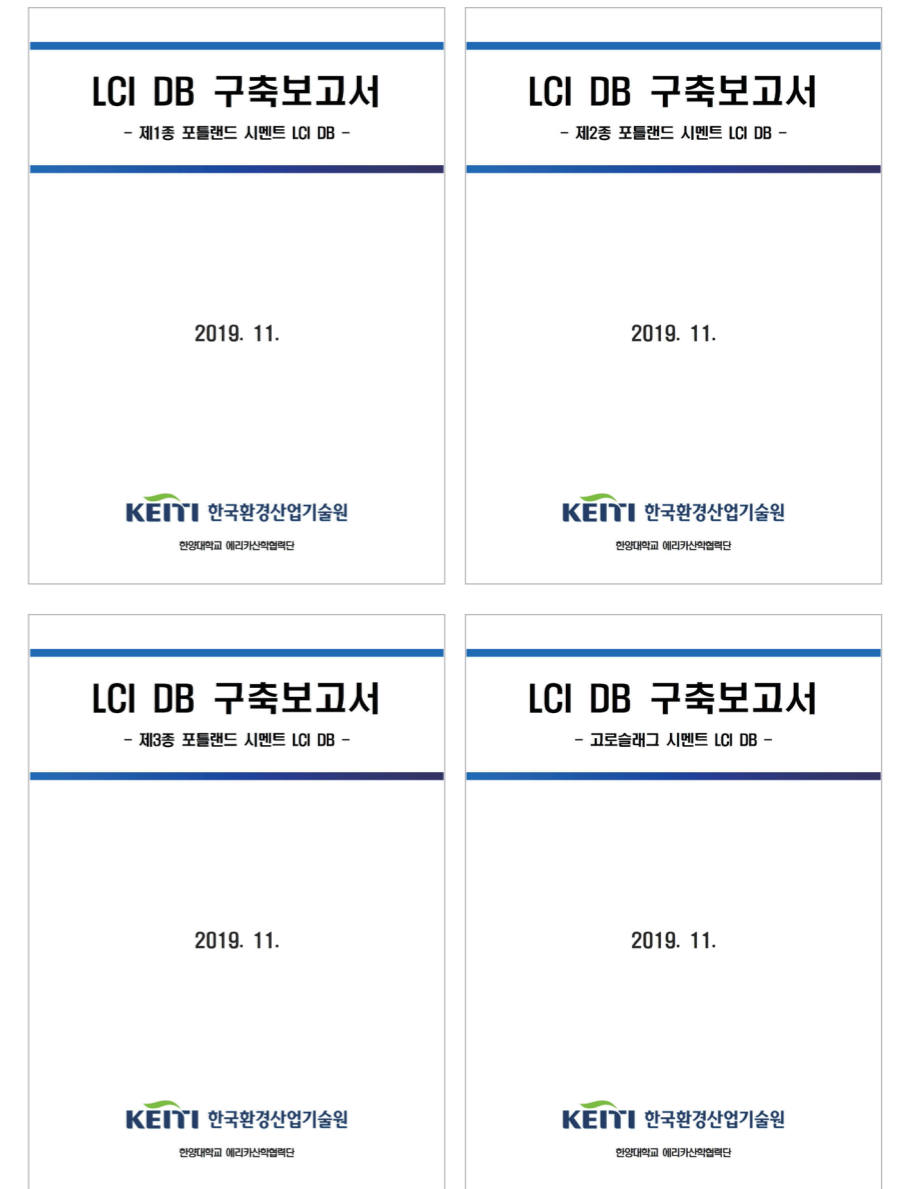 LCI DB 구축보고서
- 제1종 포틀랜드 시멘트 LCI DB -
2019. 11.
KEITI 한국환경산업기술원
한양대학교 에리카산학협력단
LCI DB 구축보고서
- 제2종 포틀랜드 시멘트 LCI DB -
2019. 11.
KEITI 한국환경산업기술원
한양대학교 에리카산학협력단
LCI DB 구축보고서
- 제3종 포틀랜드 시멘트 LCI DB -
2019. 11.
KEITI 한국환경산업기술원
한양대학교 에리카산학협력단
LCI DB 구축보고서
- 고로슬래그 시멘트 LCI DB -
2019. 11.
KEITI 한국환경산업기술원
한양대학교 에리카산학협력단